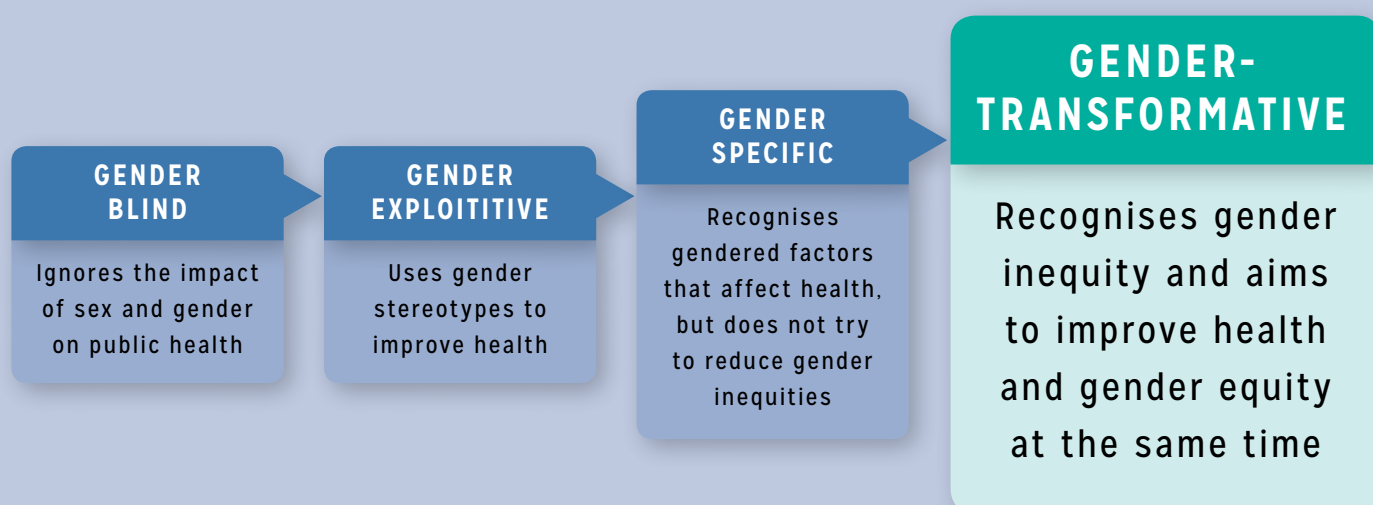 GENDER
BLIND
Ignores the impact
of sex and gender
on public health
GENDER
EXPLOITITIVE
Uses gender
stereotypes to
improve health
GENDER
SPECIFIC
Recognises
gendered factors
that affect health,
but does not try
to reduce gender
inequities
GENDER-
TRANSFORMATIVE
Recognises gender
inequity and aims
to improve health
and gender equity
at the same time